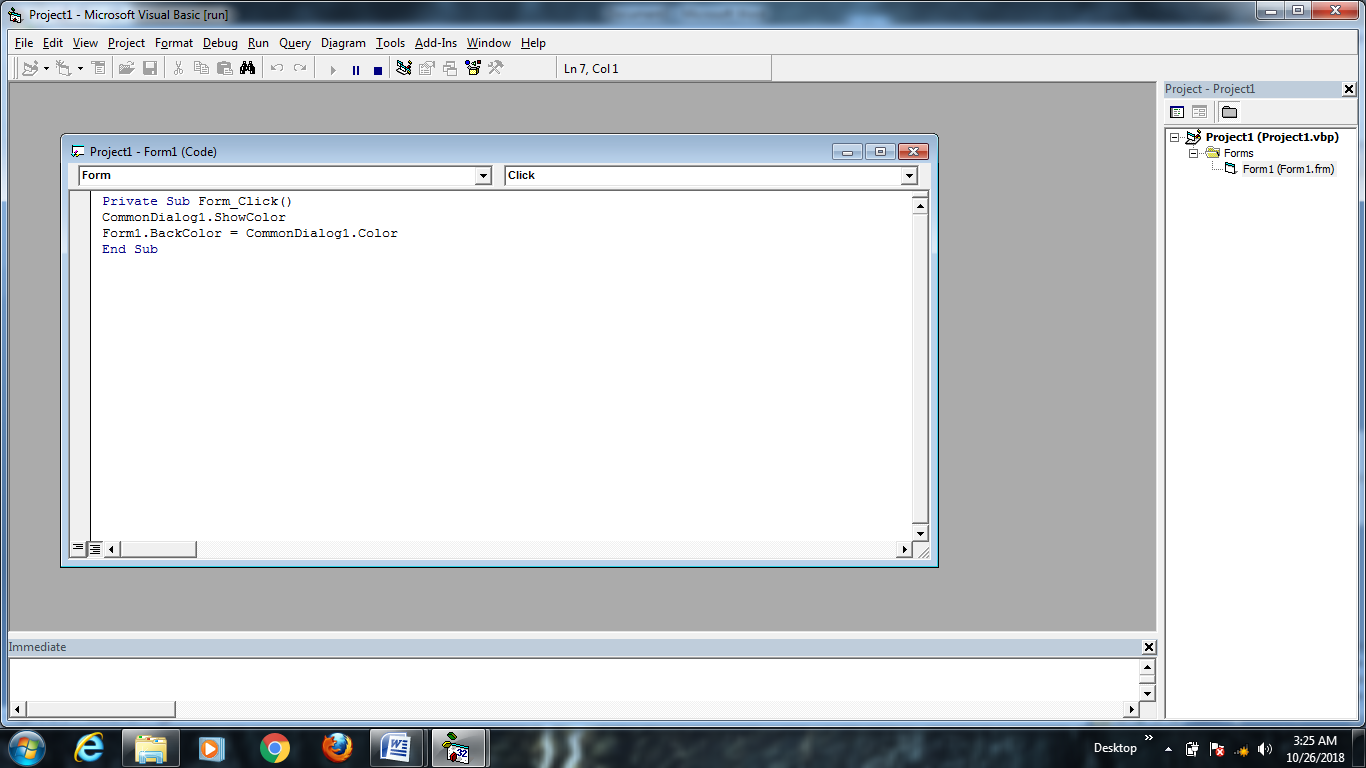 Project1 - Microsoft Visual Basic [run]
File Edit View Project Format Debug Run Query Diagram Tools Add-Ins Window Help
Ln 7, Col 1
Project - Project1
Project1 (Project1.vbp)
Forms
Form1 (Form1.frm)
Project1 - Form1 (Code)
Form Click
Private Sub Form_Click()
CommonDialog1.ShowColor
Form1.BackColor = CommonDialog1.Color
End Sub
Immediate
Desktop
3:25 AM
10/26/2018